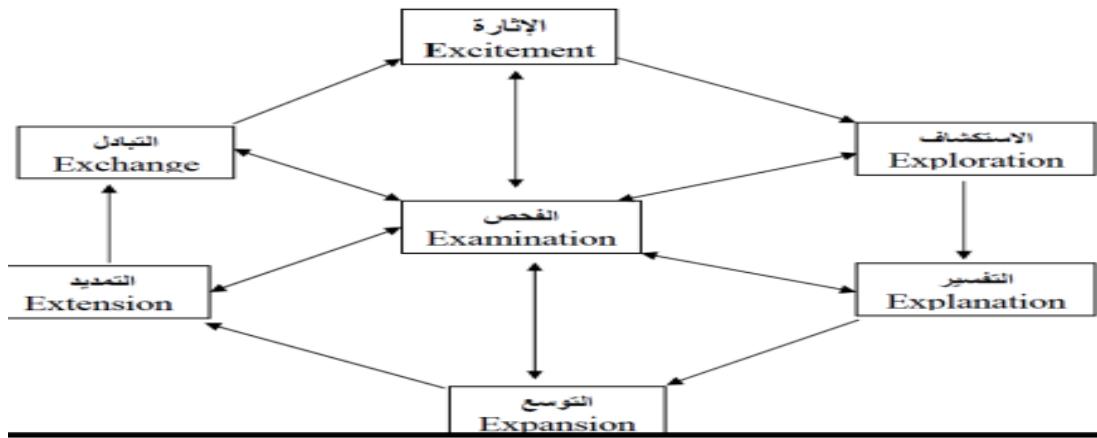 الإثارة
Excitement
التبادل
Exchange
الاستكشاف
Exploration
الفحص
Examination
التمديد
Extension
التفسير
Explanation
التوسع
Expansion